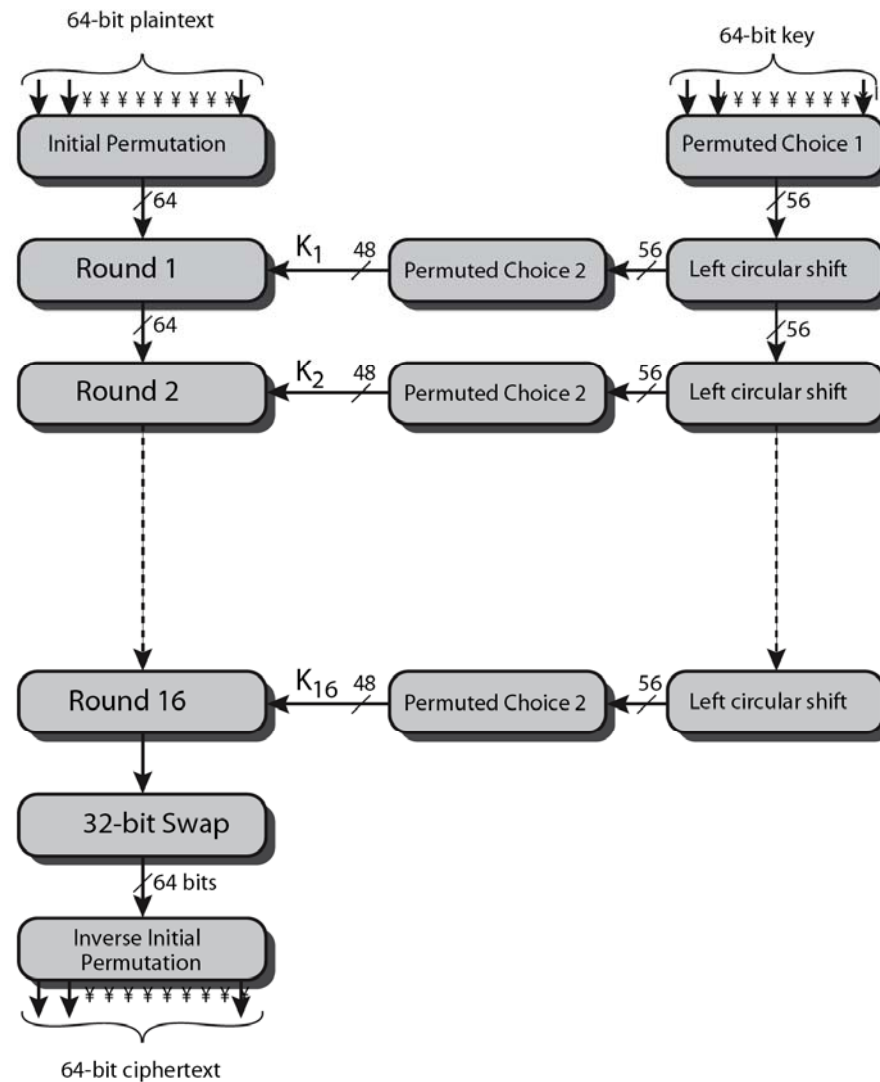 64-bit plaintext
64-bit key
¥ ¥ ¥ ¥ ¥ ¥ ¥ ¥ ¥
¥ ¥ ¥ ¥ ¥ ¥ ¥ ¥
Initial Permutation
Permuted Choice 1
64
56
Round 1
K1
48
Permuted Choice 2
56
Left circular shift
64
56
Round 2
K2
48
Permuted Choice 2
56
Left circular shift
Round 16
K16
48
Permuted Choice 2
56
Left circular shift
32-bit Swap
64 bits
Inverse Initial
Permutation
¥ ¥ ¥ ¥ ¥ ¥ ¥ ¥ ¥
64-bit ciphertext